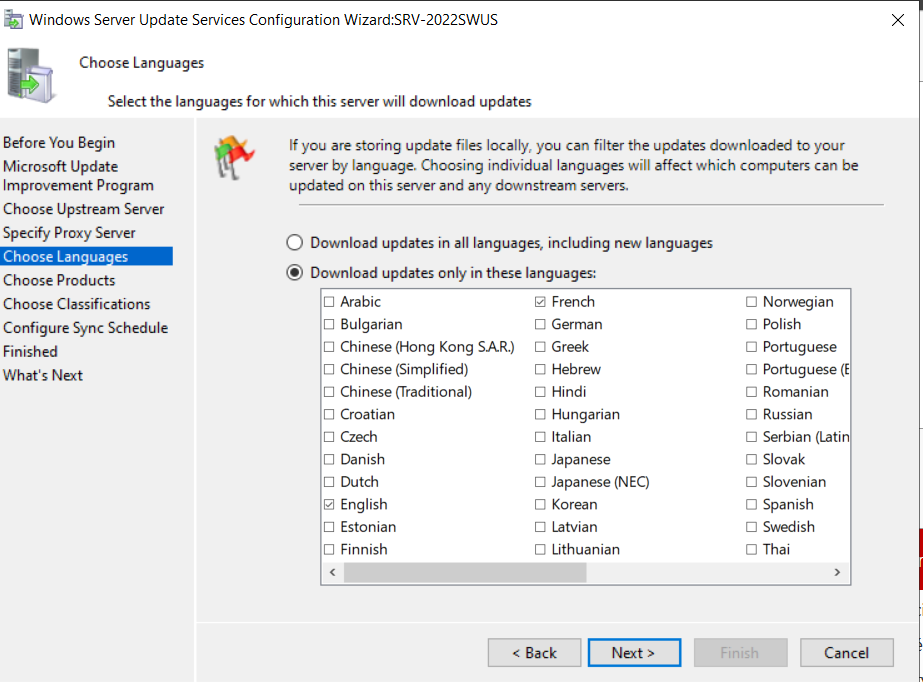 Windows Server Update Services Configuration Wizard:SRV-2022SWUS
Choose Languages
Select the languages for which this server will download updates
Before You Begin
Microsoft Update
Improvement Program
Choose Upstream Server
Specify Proxy Server
Choose Languages
Choose Products
Choose Classifications
Configure Sync Schedule
Finished
What's Next
If you are storing update files locally, you can filter the updates downloaded to your
server by language. Choosing individual languages will affect which computers can be
updated on this server and any downstream servers.
Download updates in all languages, including new languages
Download updates only in these languages:
Arabic
Bulgarian
Chinese (Hong Kong S.A.R.)
Chinese (Simplified)
Chinese (Traditional)
Croatian
Czech
Danish
Dutch
English
Estonian
Finnish
French
German
Greek
Hebrew
Hindi
Hungarian
Italian
Japanese
Japanese (NEC)
Korean
Latvian
Lithuanian
Norwegian
Polish
Portuguese
Portuguese (
Romanian
Russian
Serbian (Latin
Slovak
Slovenian
Spanish
Swedish
Thai
< Back
Next >
Finish
Cancel